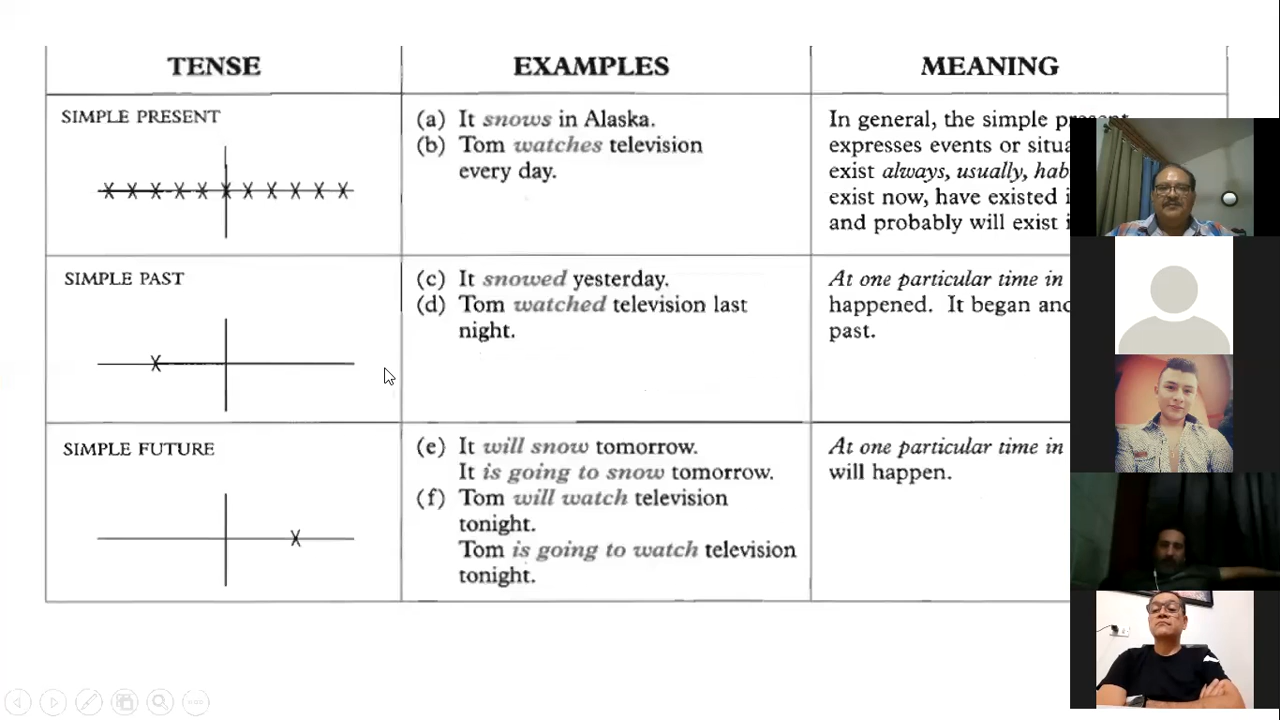 TENSE EXAMPLES MEANING
SIMPLE PRESENT
(a) It snows in Alaska.
(b) Tom watches television
every day.
In general, the simple present
expresses events or
exist always, usually,
exist now, have existed
and probably will exist
SIMPLE PAST
(c) It snowed yesterday.
(d) Tom watched television last
night.
At one particular time in
happened. It began and
past.
SIMPLE FUTURE
(e) It will snow tomorrow.
It is going to snow tomorrow.
(f) Tom will watch television
tonight.
Tom is going to watch television
tonight.
At one particular time in
will happen.